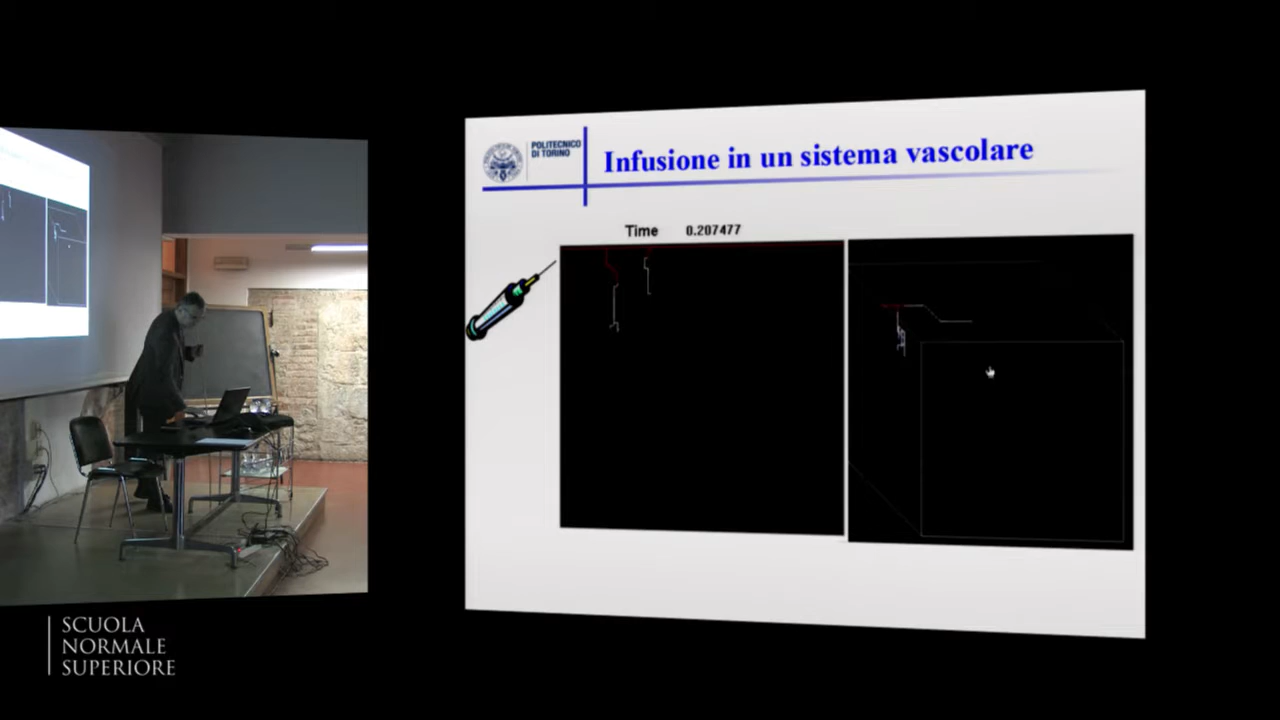 POLITECNICO
DI TORINO
Infusione in un sistema vascolare
Time 0.207477
SCUOLA
NORMALE
SUPERIORE